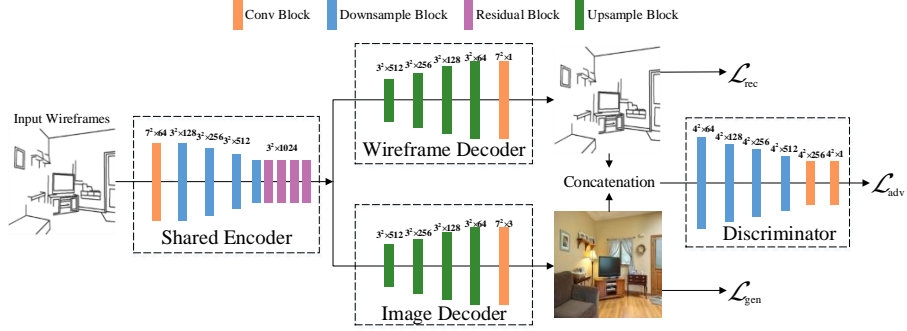 Conv Block Downsample Block Residual Block Upsample Block
Input Wireframes
7²×64 3²×128 3²×256 3²×512 3²×1024
Shared Encoder
3²×512 3²×256 3²×128 3²×64 7²×1
Wireframe Decoder
3²×512 3²×256 3²×128 3²×64 7²×3
Image Decoder
ℒrec
Concatenation
4²×64 4²×128 4²×256 4²×512 4²×256 4²×1
Discriminator
ℒadv
ℒgen